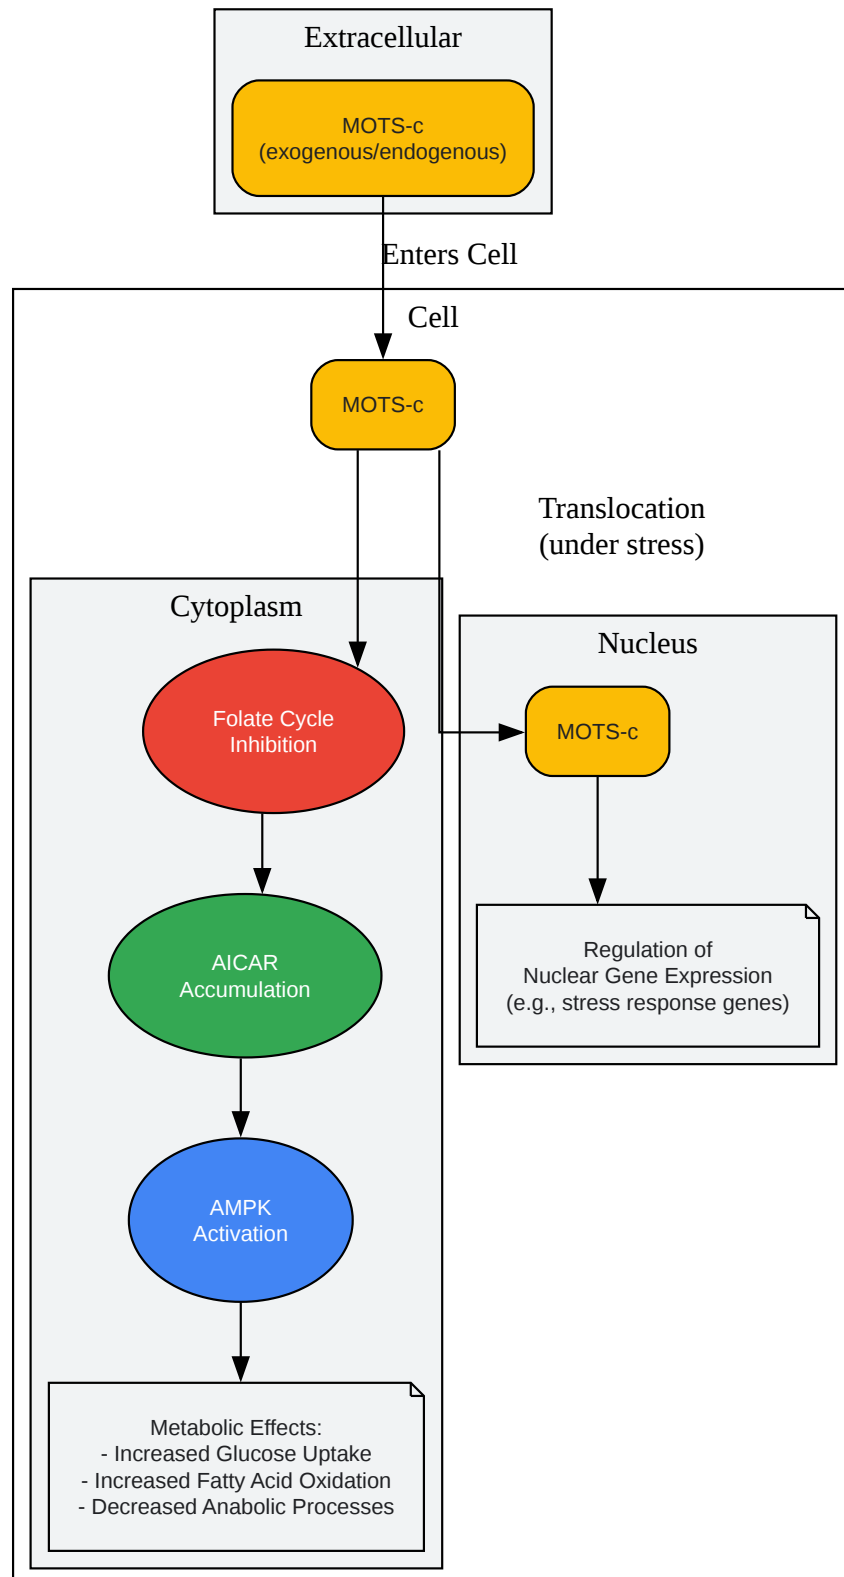 Extracellular
MOTS-c
(exogenous/endogenous)
Enters Cell
Cell
MOTS-c
Translocation
(under stress)
Cytoplasm
Folate Cycle
Inhibition
AICAR
Accumulation
AMPK
Activation
Metabolic Effects:
- Increased Glucose Uptake
- Increased Fatty Acid Oxidation
- Decreased Anabolic Processes
Nucleus
MOTS-c
Regulation of
Nuclear Gene Expression
(e.g., stress response genes)